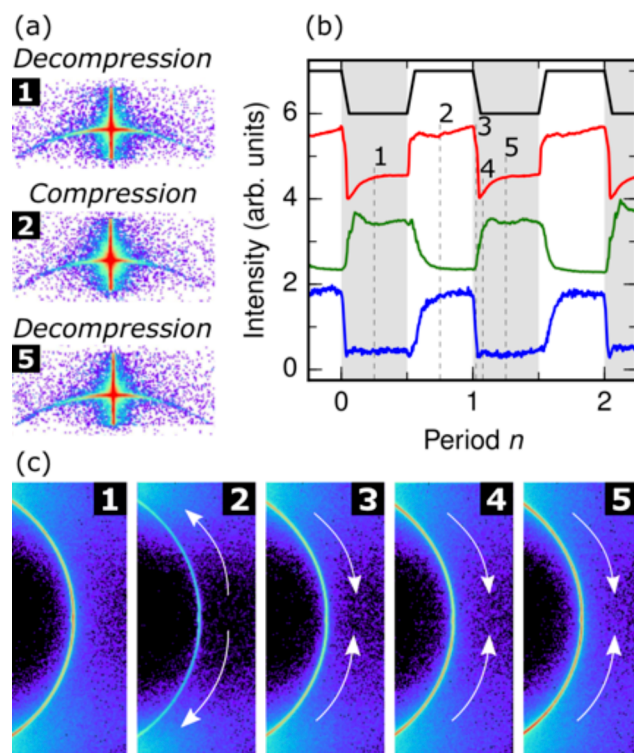 (a)
Decompression
1
Compression
2
Decompression
5
(b)
Intensity (arb. units)
6
4
2
0
1
2
3
4
5
0
1
2
Period n
(c)
1
2
3
4
5